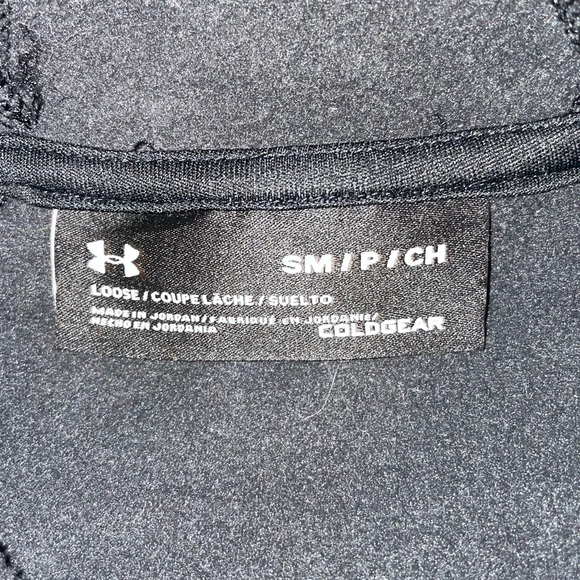 SM / P / CH
LOOSE / COUPE LÂCHE / SUELTO
MADE IN JORDAN / FABRIQUÉ EN JORDANIE /
HECHO EN JORDANIA
COLDGEAR